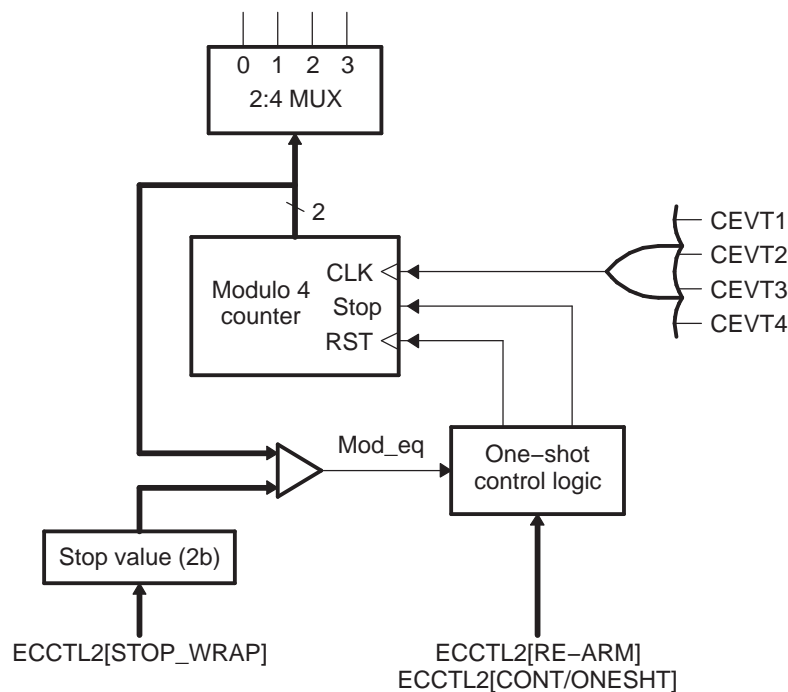 0 1 2 3
2:4 MUX
2
CEVT1
CEVT2
CEVT3
CEVT4
Modulo 4
counter
CLK
Stop
RST
Mod_eq
One−shot
control logic
Stop value (2b)
ECCTL2[STOP_WRAP]
ECCTL2[RE−ARM]
ECCTL2[CONT/ONESHT]